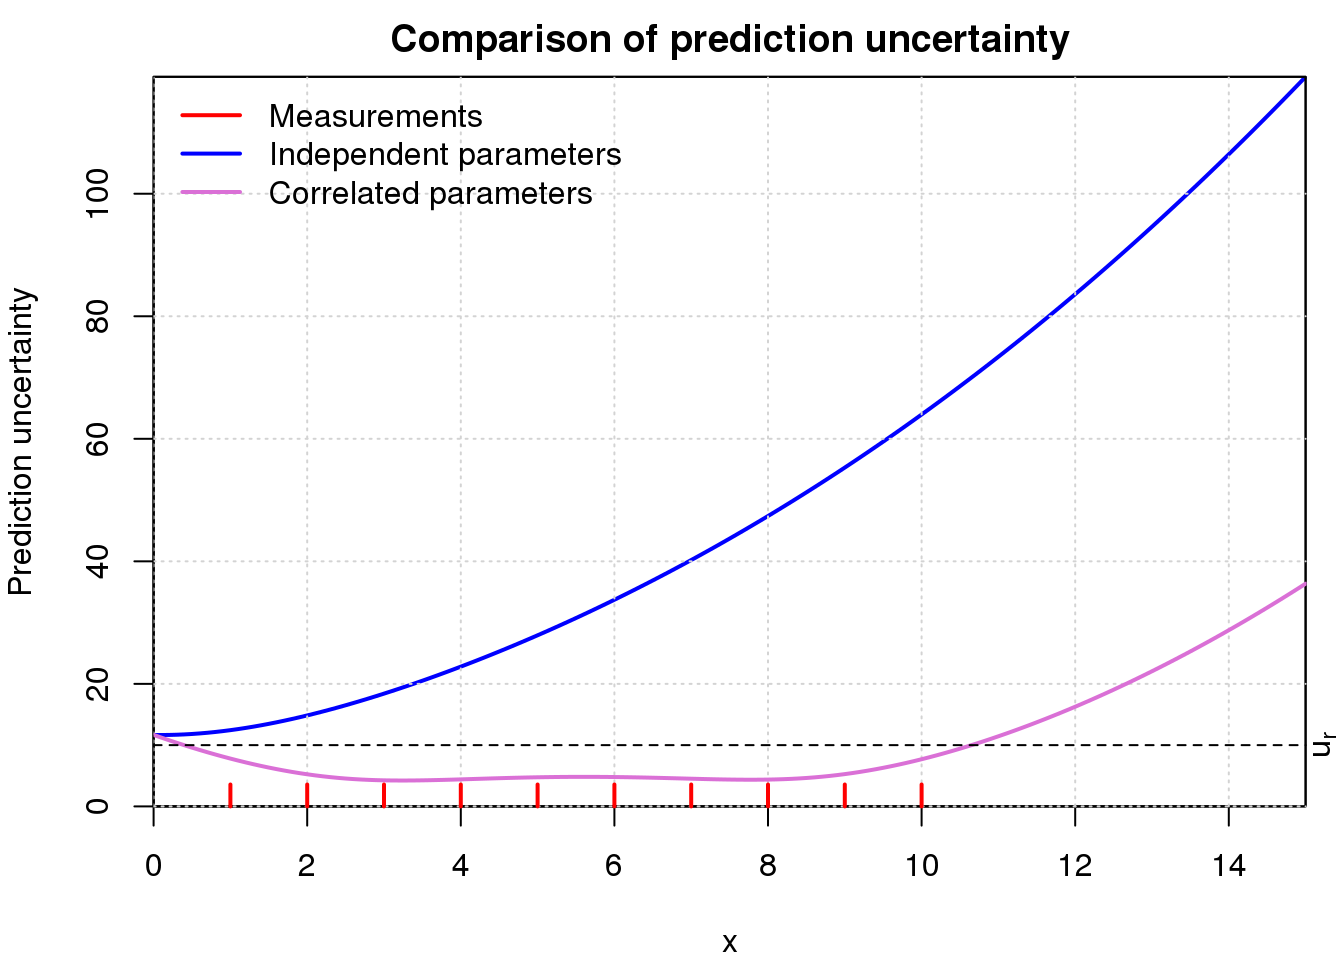 Comparison of prediction uncertainty
Measurements
Independent parameters
Correlated parameters
Prediction uncertainty
100
80
60
40
20
0
u_r
0 2 4 6 8 10 12 14
x